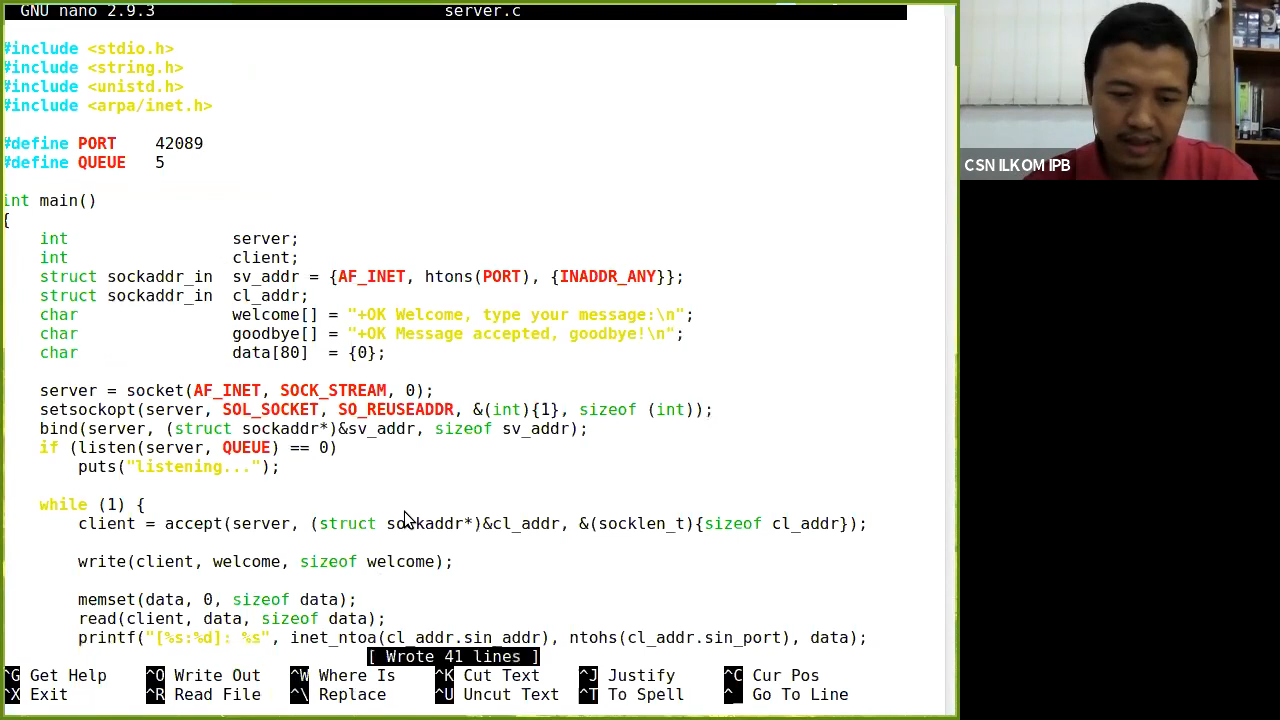 GNU nano 2.9.3 server.c
#include <stdio.h>
#include <string.h>
#include <unistd.h>
#include <arpa/inet.h>
#define PORT 42089
#define QUEUE 5
int main()
{
int server;
int client;
struct sockaddr_in sv_addr = {AF_INET, htons(PORT), {INADDR_ANY}};
struct sockaddr_in cl_addr;
char welcome[] = "+OK Welcome, type your message:\n";
char goodbye[] = "+OK Message accepted, goodbye!\n";
char data[80] = {0};
server = socket(AF_INET, SOCK_STREAM, 0);
setsockopt(server, SOL_SOCKET, SO_REUSEADDR, &(int){1}, sizeof (int));
bind(server, (struct sockaddr*)&sv_addr, sizeof sv_addr);
if (listen(server, QUEUE) == 0)
puts("listening...");
while (1) {
client = accept(server, (struct sockaddr*)&cl_addr, &(socklen_t){sizeof cl_addr});
write(client, welcome, sizeof welcome);
memset(data, 0, sizeof data);
read(client, data, sizeof data);
printf("[%s:%d]: %s", inet_ntoa(cl_addr.sin_addr), ntohs(cl_addr.sin_port), data);
[ Wrote 41 lines ]
^G Get Help ^O Write Out ^W Where Is ^K Cut Text ^J Justify ^C Cur Pos
^X Exit ^R Read File ^\ Replace ^U Uncut Text ^T To Spell ^_ Go To Line
CSN ILKOM IPB